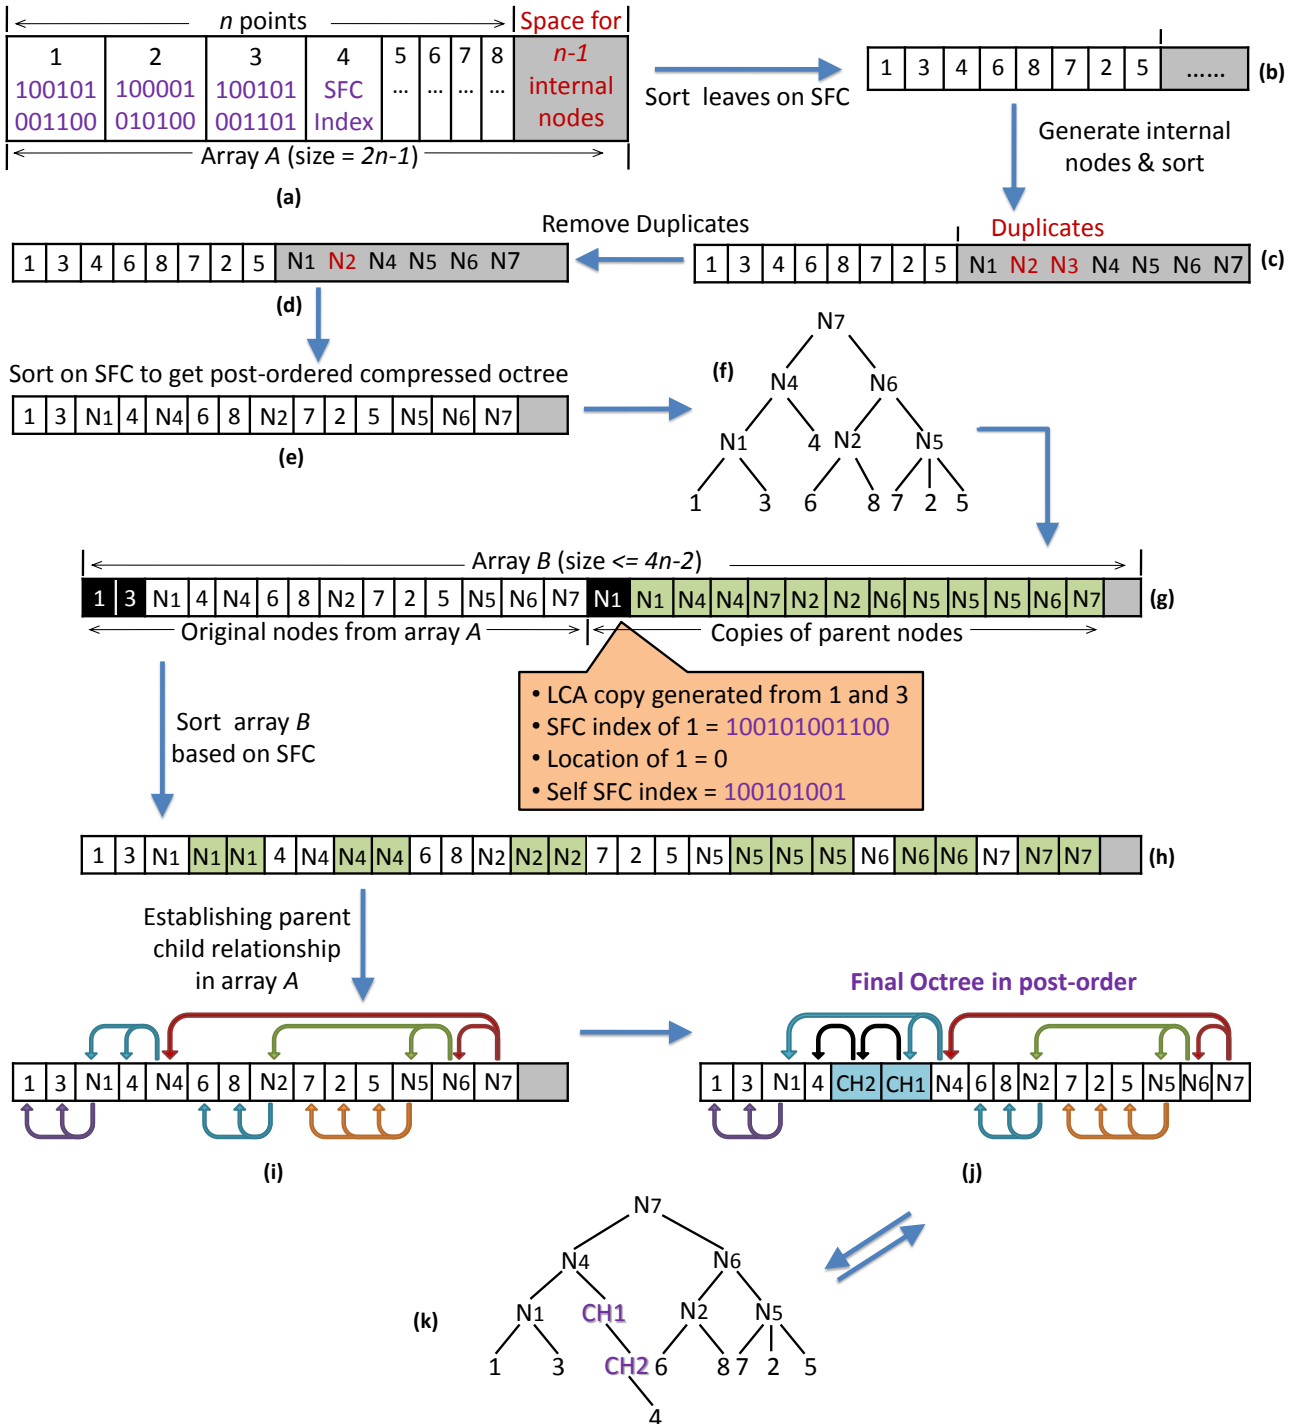 n points
Space for
1 2 3 4 5 6 7 8 n-1
100101 100001 100101 SFC ... ... ... ... internal
001100 010100 001101 Index nodes
Array A (size = 2n-1)
(a)
Sort leaves on SFC
1 3 4 6 8 7 2 5 ......
(b)
Generate internal
nodes & sort
Remove Duplicates
Duplicates
1 3 4 6 8 7 2 5 N1 N2 N4 N5 N6 N7
(d)
1 3 4 6 8 7 2 5 N1 N2 N3 N4 N5 N6 N7
(c)
Sort on SFC to get post-ordered compressed octree
1 3 N1 4 N4 6 8 N2 7 2 5 N5 N6 N7
(e)
(f)
N7
N4 N6
N1 4 N2 N5
1 3 6 8 7 2 5
Array B (size <= 4n-2)
1 3 N1 4 N4 6 8 N2 7 2 5 N5 N6 N7 N1 N1 N4 N4 N7 N2 N2 N6 N5 N5 N5 N6 N7
(g)
Original nodes from array A
Copies of parent nodes
• LCA copy generated from 1 and 3
• SFC index of 1 = 100101001100
• Location of 1 = 0
• Self SFC index = 100101001
Sort array B
based on SFC
1 3 N1 N1 N1 4 N4 N4 N4 6 8 N2 N2 N2 7 2 5 N5 N5 N5 N5 N6 N6 N6 N7 N7 N7
(h)
Establishing parent
child relationship
in array A
Final Octree in post-order
1 3 N1 4 N4 6 8 N2 7 2 5 N5 N6 N7
(i)
1 3 N1 4 CH2 CH1 N4 6 8 N2 7 2 5 N5 N6 N7
(j)
N7
N4 N6
(k)
N1 CH1 N2 N5
1 3 CH2 6 8 7 2 5
4